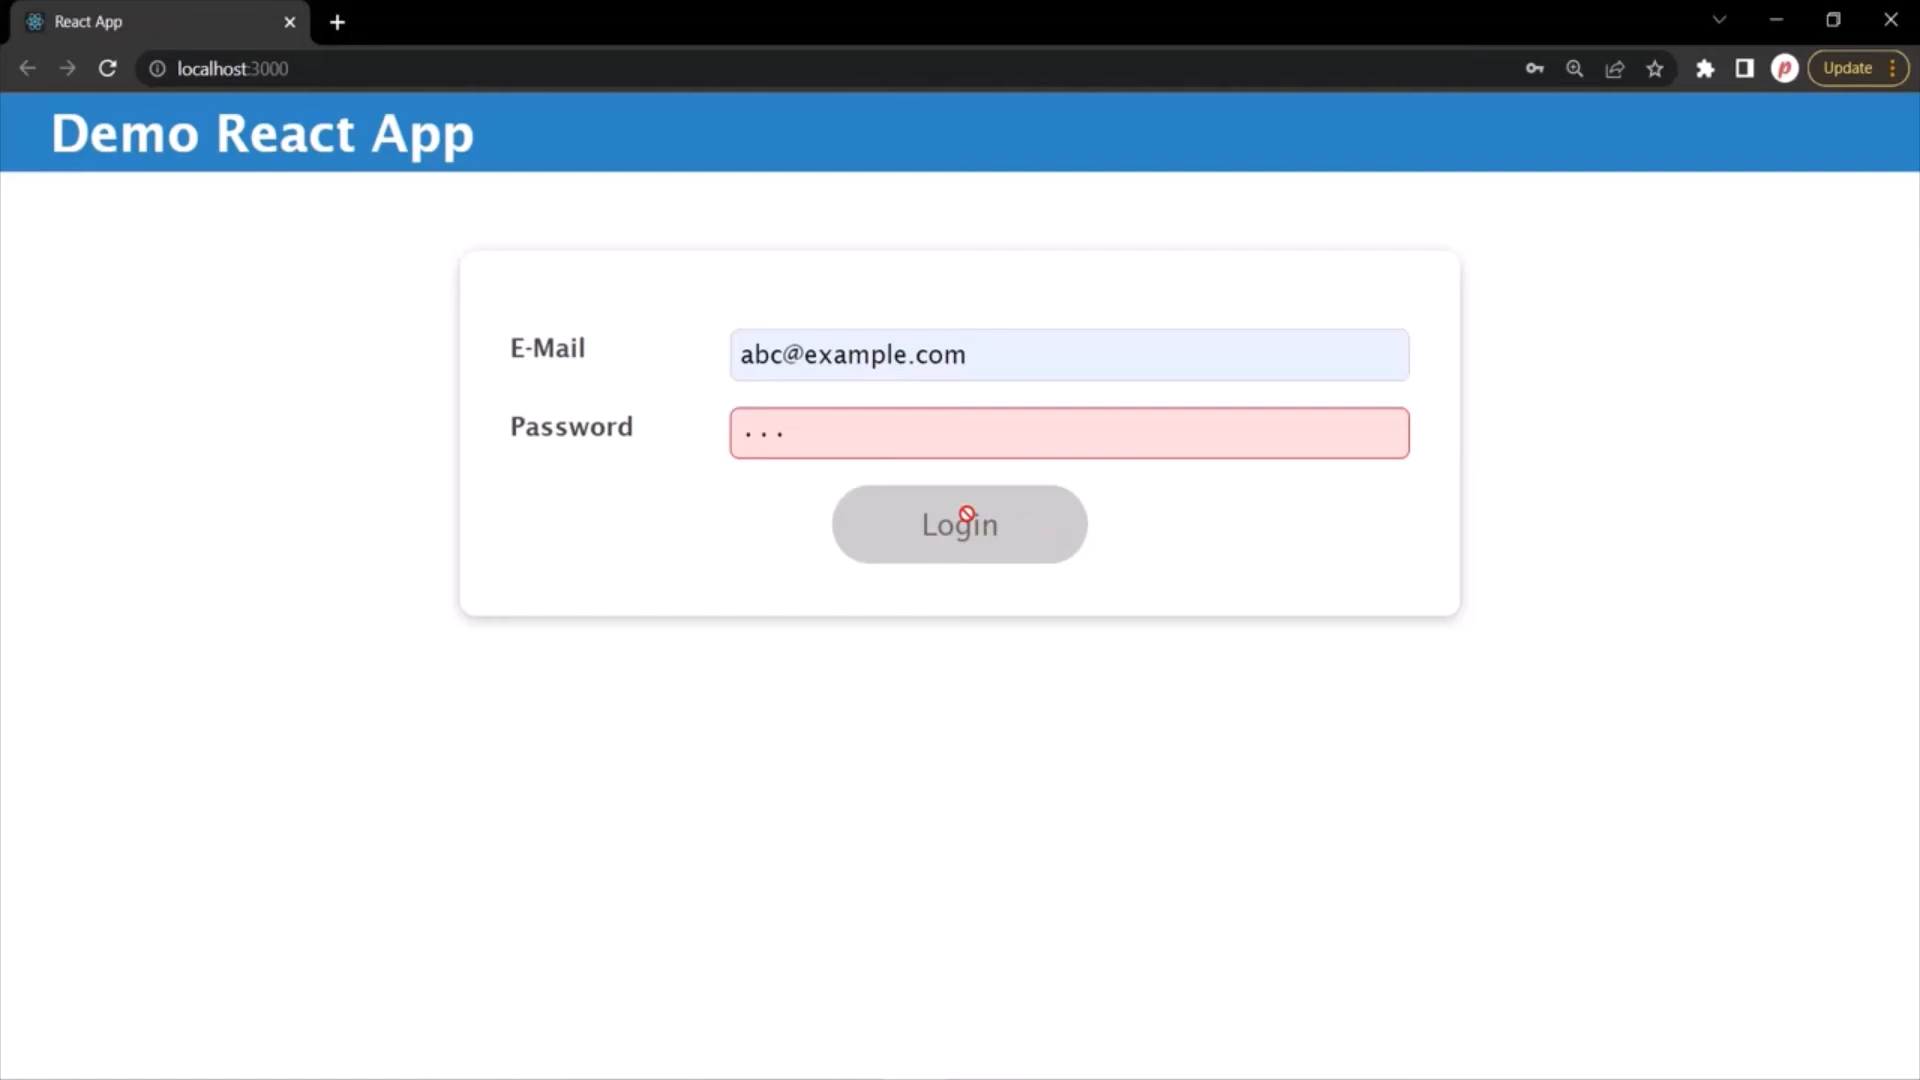 React App
localhost:3000
Update
Demo React App
E-Mail
abc@example.com
Password
...
Login